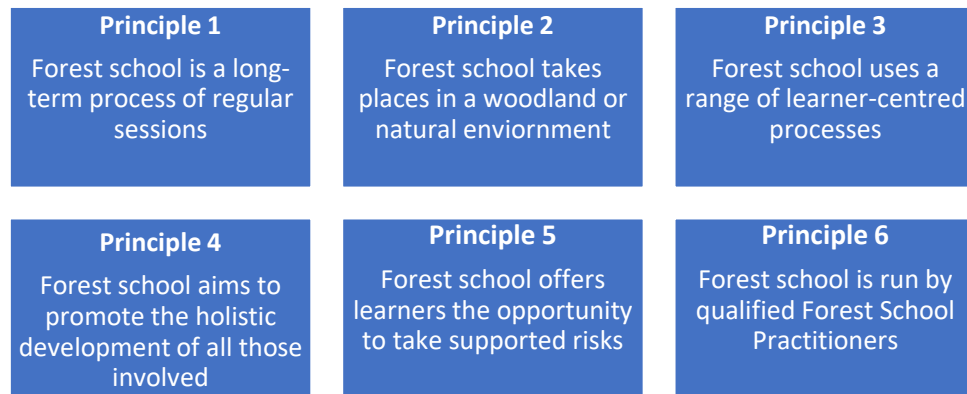 Principle 1
Forest school is a long-
term process of regular
sessions
Principle 2
Forest school takes
places in a woodland or
natural enviornment
Principle 3
Forest school uses a
range of learner-centred
processes
Principle 4
Forest school aims to
promote the holistic
development of all those
involved
Principle 5
Forest school offers
learners the opportunity
to take supported risks
Principle 6
Forest school is run by
qualified Forest School
Practitioners